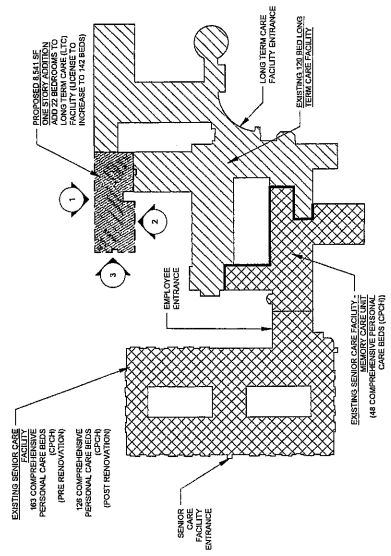 PROPOSED 8,541 SF
ONE STORY ADDITION
ADD 22 BEDROOMS TO
LONG TERM CARE (LTC)
FACILITY (LICENSE TO
INCREASE TO 142 BEDS)
1
2
3
LONG TERM CARE
FACILITY ENTRANCE
EXISTING 120 BED LONG
TERM CARE FACILITY
EMPLOYEE
ENTRANCE
EXISTING SENIOR CARE FACILITY -
MEMORY CARE UNIT
(48 COMPREHENSIVE PERSONAL
CARE BEDS (CPCH)
EXISTING SENIOR CARE
FACILITY
163 COMPREHENSIVE
PERSONAL CARE BEDS
(CPCH)
(PRE RENOVATION)
126 COMPREHENSIVE
PERSONAL CARE BEDS
(CPCH)
(POST RENOVATION)
SENIOR
CARE
FACILITY
ENTRANCE